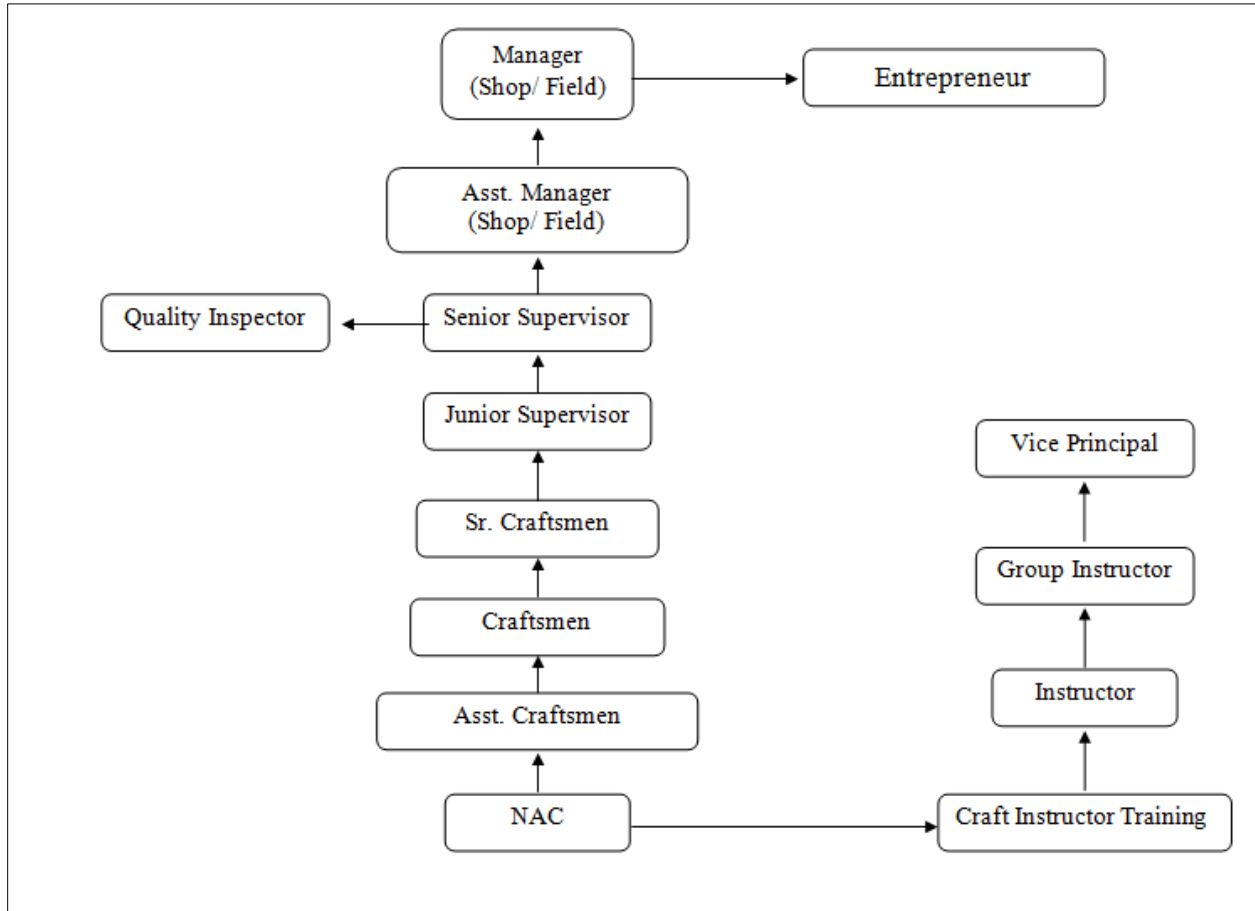 Manager
(Shop/ Field)
Entrepreneur
Asst. Manager
(Shop/ Field)
Quality Inspector
Senior Supervisor
Junior Supervisor
Vice Principal
Sr. Craftsmen
Group Instructor
Craftsmen
Instructor
Asst. Craftsmen
NAC
Craft Instructor Training